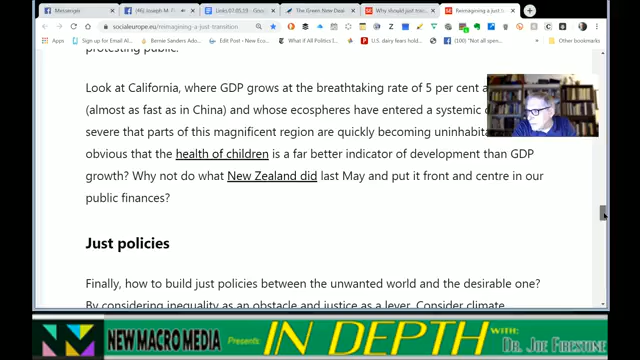 Metameigix
(4) Joseph M. F
Links(07.05.19
The Green New Dea
Why should just tran
Reimagining a just t
socialeurope.eu/reimagining-a-just-transition
Apps
Sign up for Email Al
Bernie Sanders Ado
Edit Post • New Eco
What if All Politics I
U.S. dairy fears hold
(100) "Not all spen
protesting public.
Look at California, where GDP grows at the breathtaking rate of 5 per cent a
(almost as fast as in China) and whose ecospheres have entered a systemic
severe that parts of this magnificent region are quickly becoming uninhabita
obvious that the health of children is a far better indicator of development than GDP
growth? Why not do what New Zealand did last May and put it front and centre in our
public finances?
Just policies
Finally, how to build just policies between the unwanted world and the desirable one?
By considering inequality as an obstacle and justice as a lever. Consider climate
NEW MACRO MEDIA Presents: IN DEPTH WITH: DR. JOE FIRESTONE